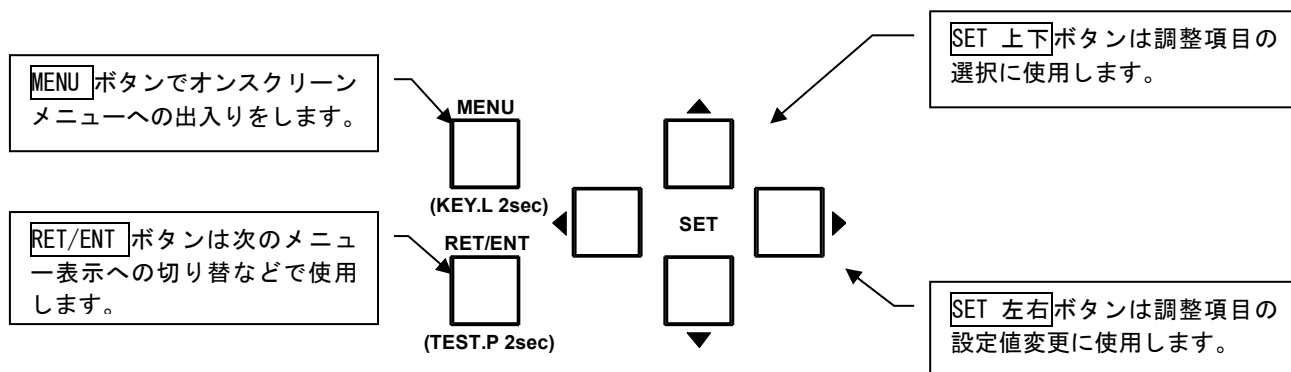 MENU ボタンでオンスクリーン
メニューへの出入りをします。
RET/ENT ボタンは次のメニュ
ー表示への切り替などで使用
します。
MENU
(KEY.L 2sec)
RET/ENT
(TEST.P 2sec)
▲
◀ SET ▶
▼
SET 上下ボタンは調整項目の
選択に使用します。
SET 左右ボタンは調整項目の
設定値変更に使用します。